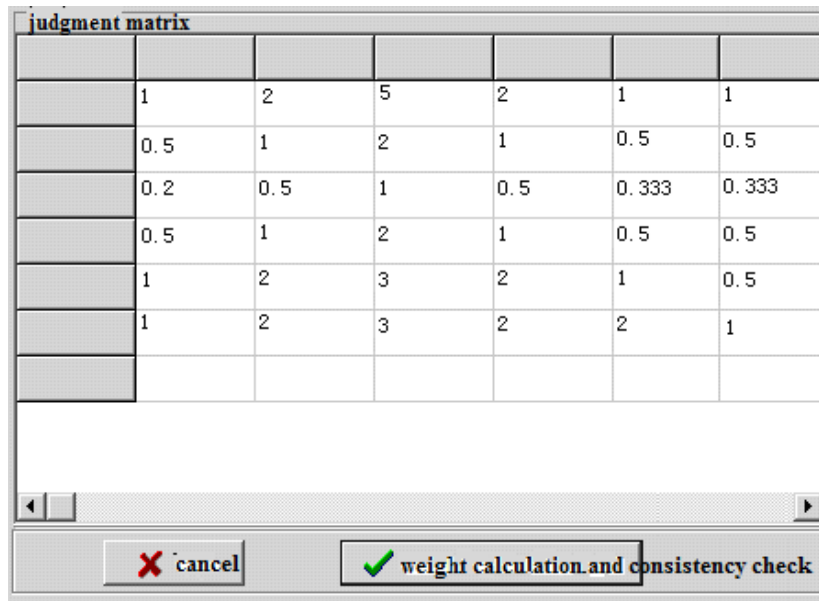 judgment matrix
1 2 5 2 1 1
0.5 1 2 1 0.5 0.5
0.2 0.5 1 0.5 0.333 0.333
0.5 1 2 1 0.5 0.5
1 2 3 2 1 0.5
1 2 3 2 2 1
cancel weight calculation.and consistency check